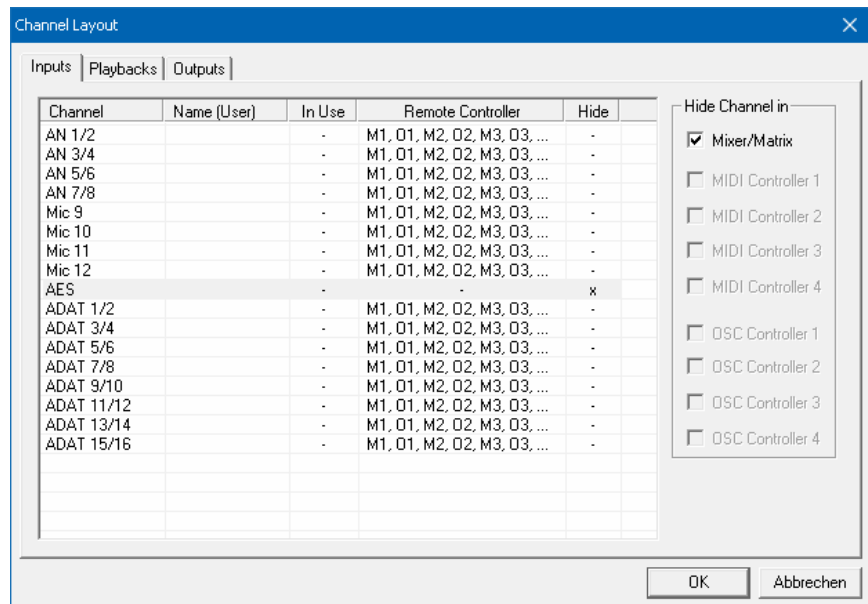 Channel Layout
Inputs Playbacks Outputs
Channel Name (User) In Use Remote Controller Hide
AN 1/2 - M1, O1, M2, O2, M3, O3, ... -
AN 3/4 - M1, O1, M2, O2, M3, O3, ... -
AN 5/6 - M1, O1, M2, O2, M3, O3, ... -
AN 7/8 - M1, O1, M2, O2, M3, O3, ... -
Mic 9 - M1, O1, M2, O2, M3, O3, ... -
Mic 10 - M1, O1, M2, O2, M3, O3, ... -
Mic 11 - M1, O1, M2, O2, M3, O3, ... -
Mic 12 - M1, O1, M2, O2, M3, O3, ... -
AES - - x
ADAT 1/2 - M1, O1, M2, O2, M3, O3, ... -
ADAT 3/4 - M1, O1, M2, O2, M3, O3, ... -
ADAT 5/6 - M1, O1, M2, O2, M3, O3, ... -
ADAT 7/8 - M1, O1, M2, O2, M3, O3, ... -
ADAT 9/10 - M1, O1, M2, O2, M3, O3, ... -
ADAT 11/12 - M1, O1, M2, O2, M3, O3, ... -
ADAT 13/14 - M1, O1, M2, O2, M3, O3, ... -
ADAT 15/16 - M1, O1, M2, O2, M3, O3, ... -
Hide Channel in
Mixer/Matrix
MIDI Controller 1
MIDI Controller 2
MIDI Controller 3
MIDI Controller 4
OSC Controller 1
OSC Controller 2
OSC Controller 3
OSC Controller 4
OK Abbrechen